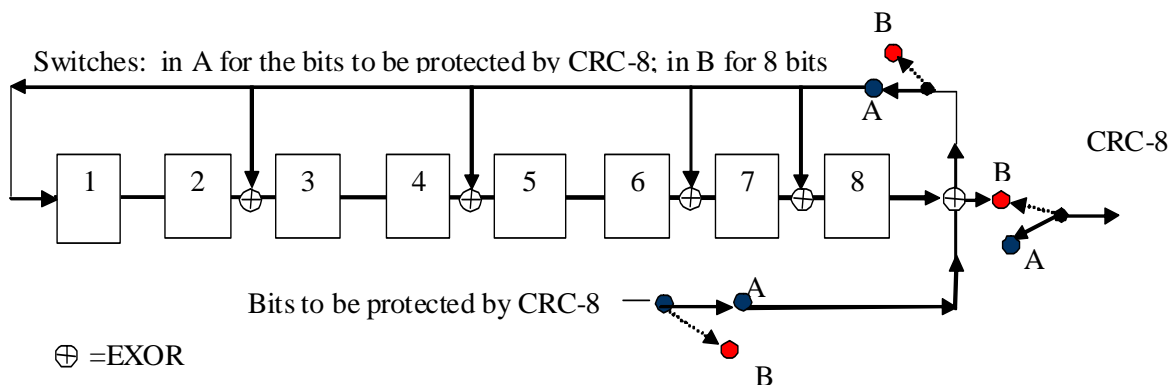 B
Switches: in A for the bits to be protected by CRC-8; in B for 8 bits
A
CRC-8
1 2 3 4 5 6 7 8
B
A
Bits to be protected by CRC-8
A
B
=EXOR